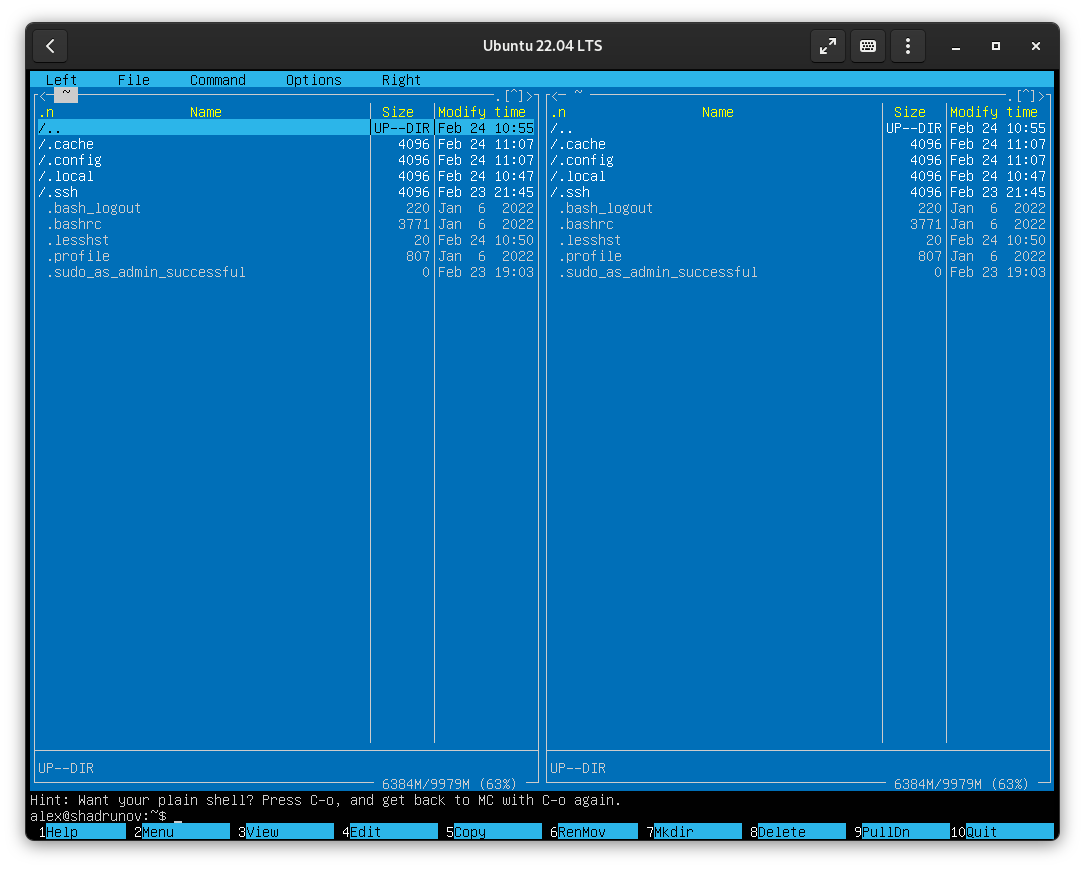 Ubuntu 22.04 LTS
Left File Command Options Right
<─ ~ ─.[^]> <─ ~ ─.[^]>
.n Name Size Modify time .n Name Size Modify time
/.. UP--DIR Feb 24 10:55 /.. UP--DIR Feb 24 10:55
/.cache 4096 Feb 24 11:07 /.cache 4096 Feb 24 11:07
/.config 4096 Feb 24 11:07 /.config 4096 Feb 24 11:07
/.local 4096 Feb 24 10:47 /.local 4096 Feb 24 10:47
/.ssh 4096 Feb 23 21:45 /.ssh 4096 Feb 23 21:45
.bash_logout 220 Jan 6 2022 .bash_logout 220 Jan 6 2022
.bashrc 3771 Jan 6 2022 .bashrc 3771 Jan 6 2022
.lesshst 20 Feb 24 10:50 .lesshst 20 Feb 24 10:50
.profile 807 Jan 6 2022 .profile 807 Jan 6 2022
.sudo_as_admin_successful 0 Feb 23 19:03 .sudo_as_admin_successful 0 Feb 23 19:03
UP--DIR UP--DIR
6384M/9979M (63%) 6384M/9979M (63%)
Hint: Want your plain shell? Press C-o, and get back to MC with C-o again.
alex@shadrunov:~$ _
1Help 2Menu 3View 4Edit 5Copy 6RenMov 7Mkdir 8Delete 9PullDn 10Quit